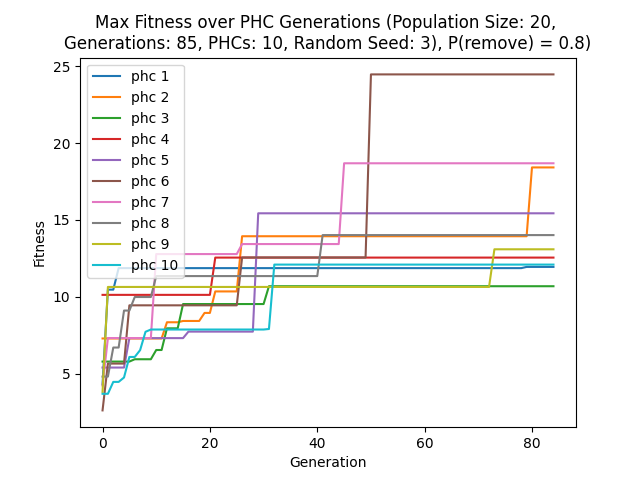 Max Fitness over PHC Generations (Population Size: 20,
Generations: 85, PHCs: 10, Random Seed: 3), P(remove) = 0.8)
Fitness
25
20
15
10
5
phc 1
phc 2
phc 3
phc 4
phc 5
phc 6
phc 7
phc 8
phc 9
phc 10
0
20
40
60
80
Generation